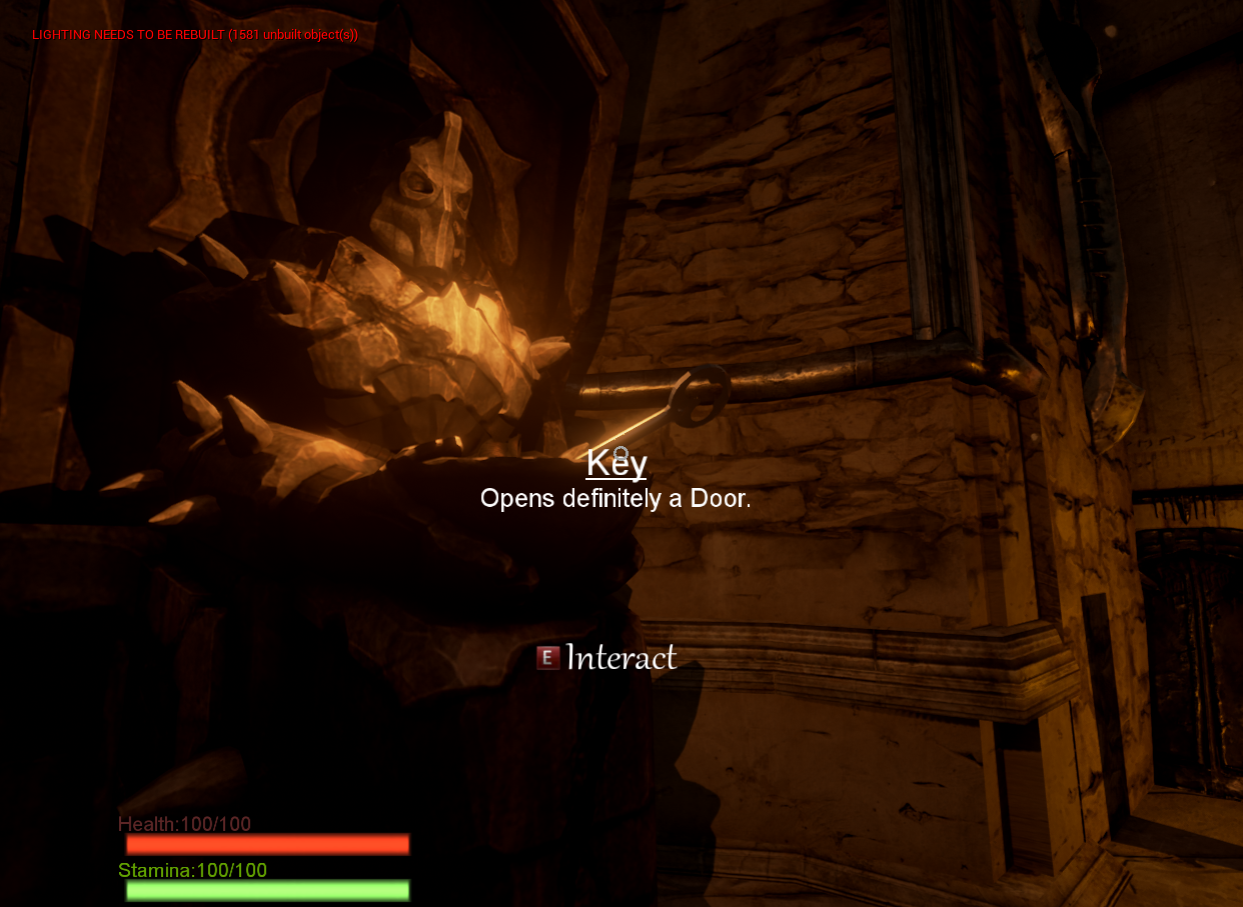 LIGHTING NEEDS TO BE REBUILT (1581 unbuilt object(s))
Key
Opens definitely a Door.
E Interact
Health:100/100
Stamina:100/100